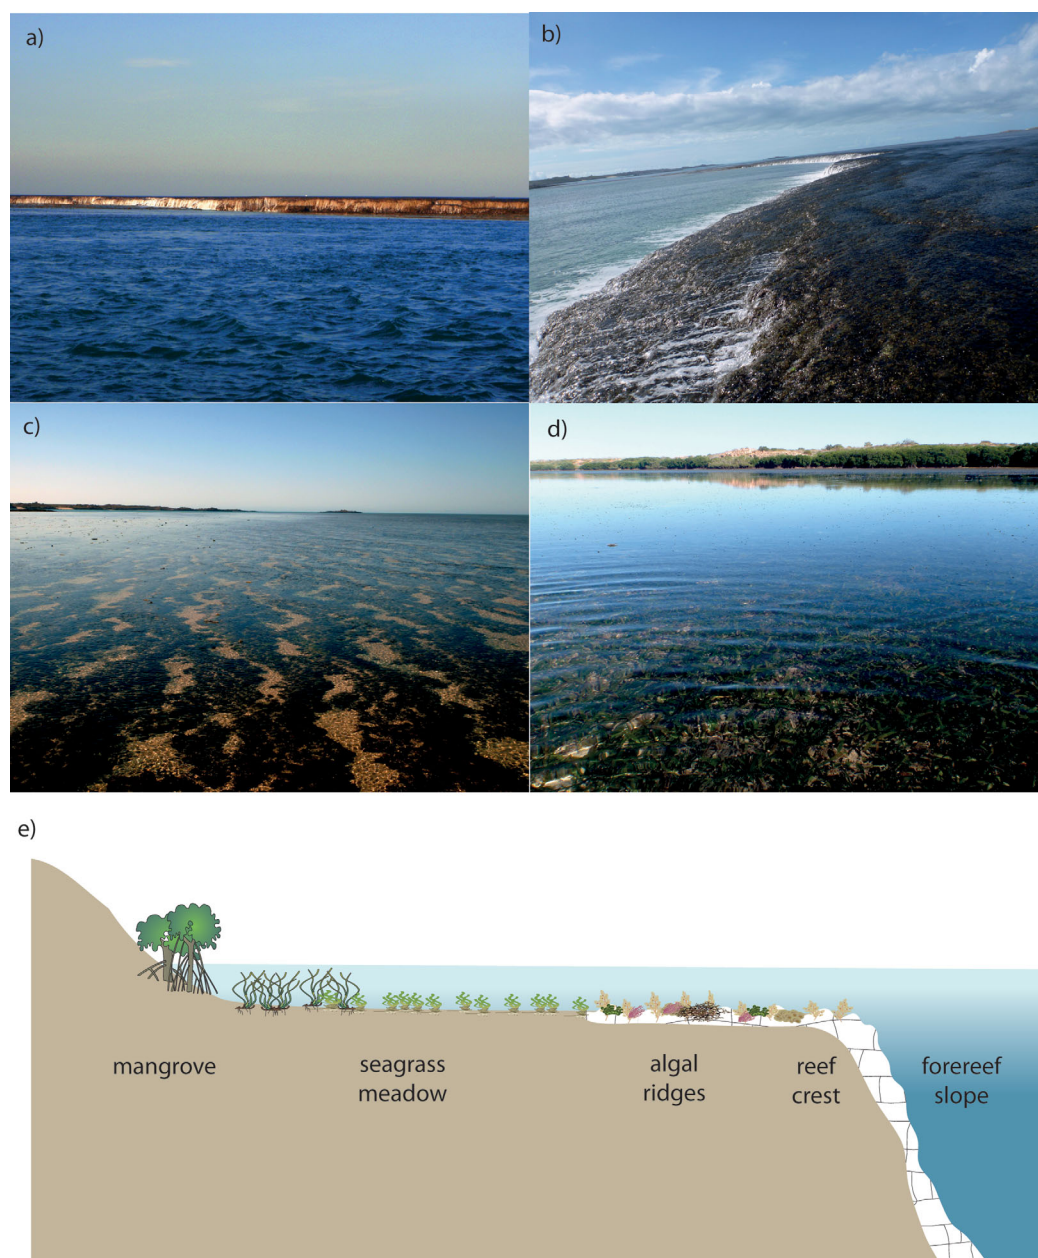 a)
b)
c)
d)
e)
mangrove
seagrass
meadow
algal
ridges
reef
crest
forereef
slope